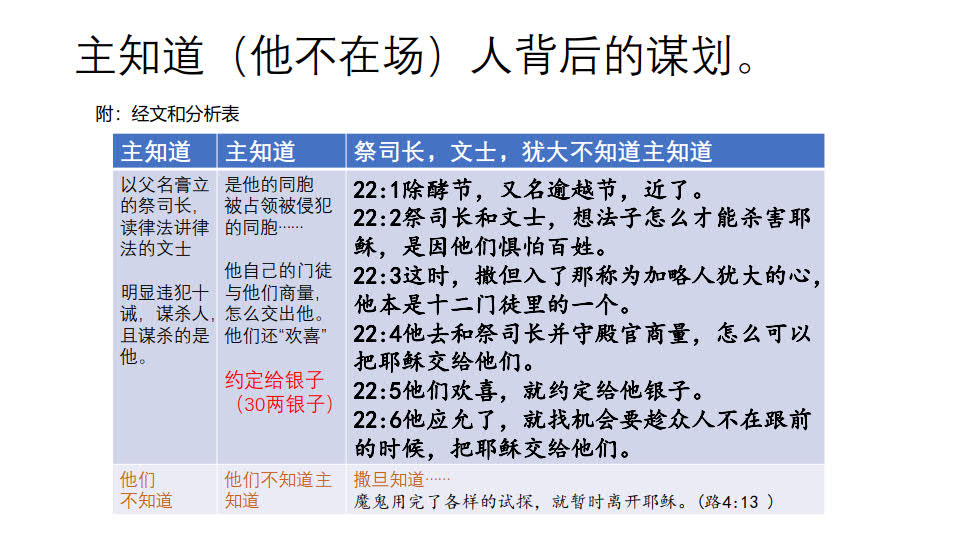 主知道（他不在场）人背后的谋划。
附：经文和分析表
主知道
主知道
祭司长，文士，犹大不知道主知道
以父名膏立
的祭司长，
读律法讲律
法的文士
明显违犯十
诫，谋杀人，
且谋杀的是
他。
是他的同胞
被占领被侵犯
的同胞……
他自己的门徒
与他们商量，
怎么交出他。
他们还“欢喜”
约定给银子
（30两银子）
22:1除酵节，又名逾越节，近了。
22:2祭司长和文士，想法子怎么才能杀害耶
稣，是因他们惧怕百姓。
22:3这时，撒但入了那称为加略人犹大的心，
他本是十二门徒里的一个。
22:4他去和祭司长并守殿官商量，怎么可以
把耶稣交给他们。
22:5他们欢喜，就约定给他银子。
22:6他应允了，就找机会要趁众人不在跟前
的时候，把耶稣交给他们。
他们
不知道
他们不知道主
知道
撒旦知道……
魔鬼用完了各样的试探，就暂时离开耶稣。(路4:13 )